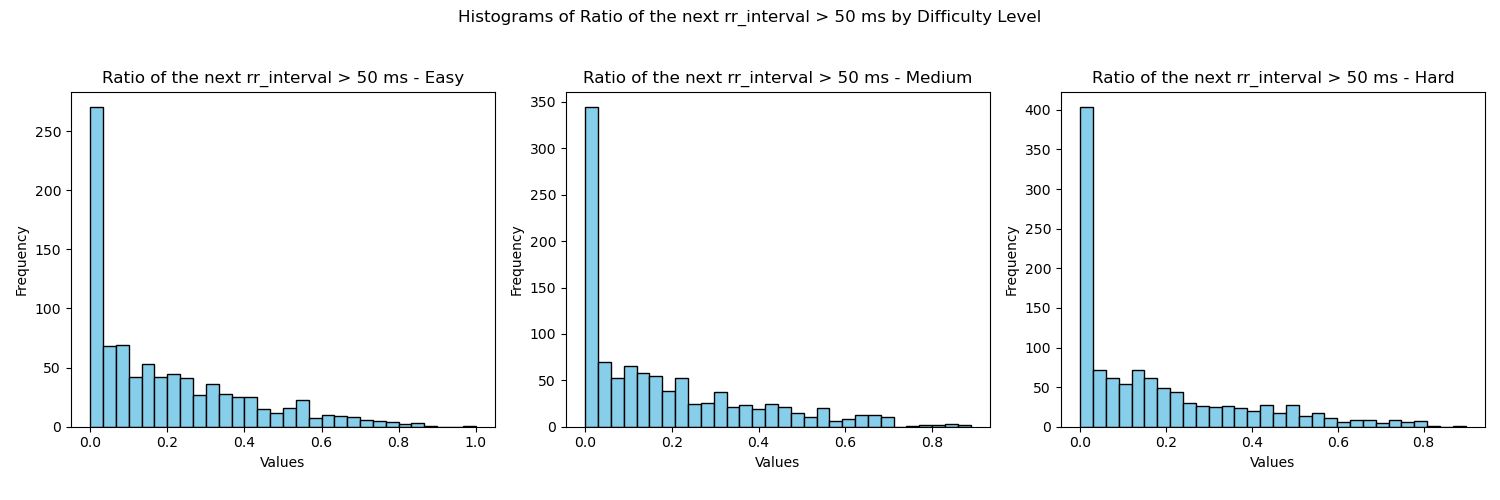 Histograms of Ratio of the next rr_interval > 50 ms by Difficulty Level
Ratio of the next rr_interval > 50 ms - Easy
250
200
150
100
50
0
Frequency
0.0 0.2 0.4 0.6 0.8 1.0
Values
Ratio of the next rr_interval > 50 ms - Medium
350
300
250
200
150
100
50
0
Frequency
0.0 0.2 0.4 0.6 0.8
Values
Ratio of the next rr_interval > 50 ms - Hard
400
350
300
250
200
150
100
50
0
Frequency
0.0 0.2 0.4 0.6 0.8
Values